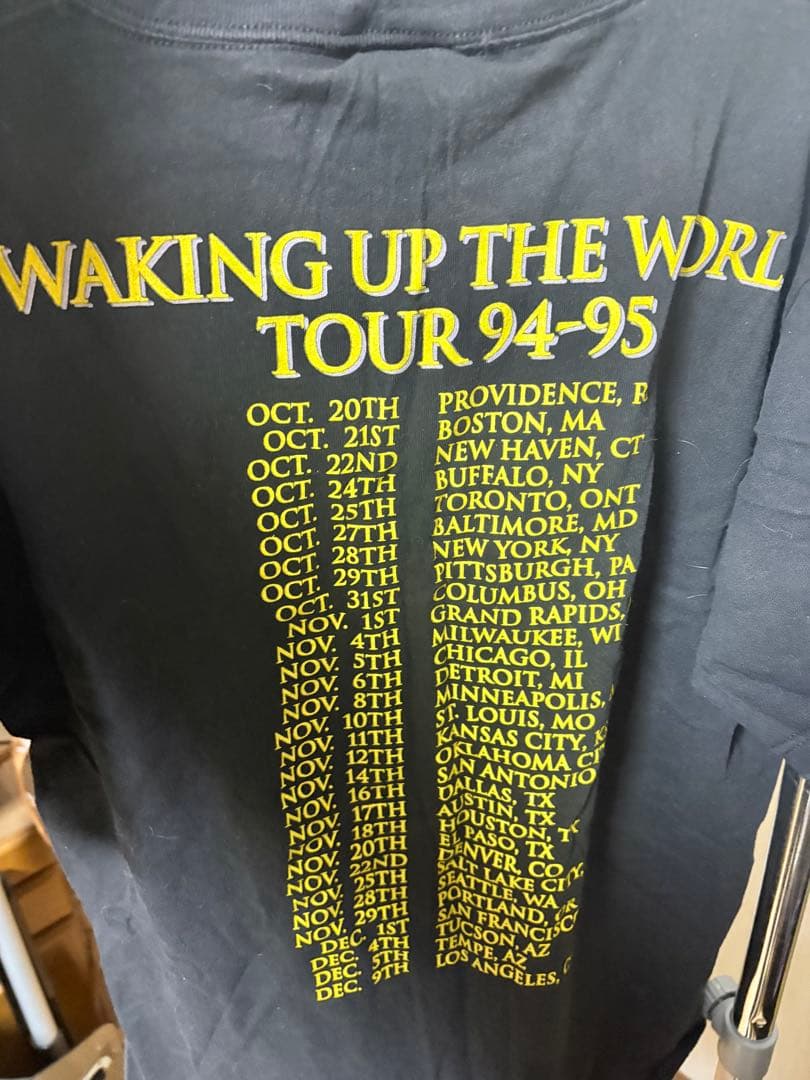 WAKING UP THE WORL
TOUR 94-95
OCT. 20TH PROVIDENCE, R
OCT. 21ST BOSTON, MA
OCT. 22ND NEW HAVEN, CT
OCT. 24TH BUFFALO, NY
OCT. 25TH TORONTO, ONT
OCT. 27TH BALTIMORE, MD
OCT. 28TH NEW YORK, NY
OCT. 29TH PITTSBURGH, PA
OCT. 31ST COLUMBUS, OH
NOV. 1ST GRAND RAPIDS,
NOV. 4TH MILWAUKEE, WI
NOV. 5TH CHICAGO, IL
NOV. 6TH DETROIT, MI
NOV. 8TH MINNEAPOLIS,
NOV. 10TH ST. LOUIS, MO
NOV. 11TH KANSAS CITY,
NOV. 12TH OKLAHOMA CI
NOV. 14TH SAN ANTONIO
NOV. 16TH DALLAS, TX
NOV. 17TH AUSTIN, TX
NOV. 18TH HOUSTON, TX
NOV. 20TH EL PASO, TX
NOV. 22ND DENVER, CO
NOV. 25TH SALT LAKE CITY,
NOV. 28TH SEATTLE, WA
NOV. 29TH PORTLAND, OR
DEC. 1ST SAN FRANCISCO
DEC. 4TH TUCSON, AZ
DEC. 5TH TEMPE, AZ
DEC. 9TH LOS ANGELES, C